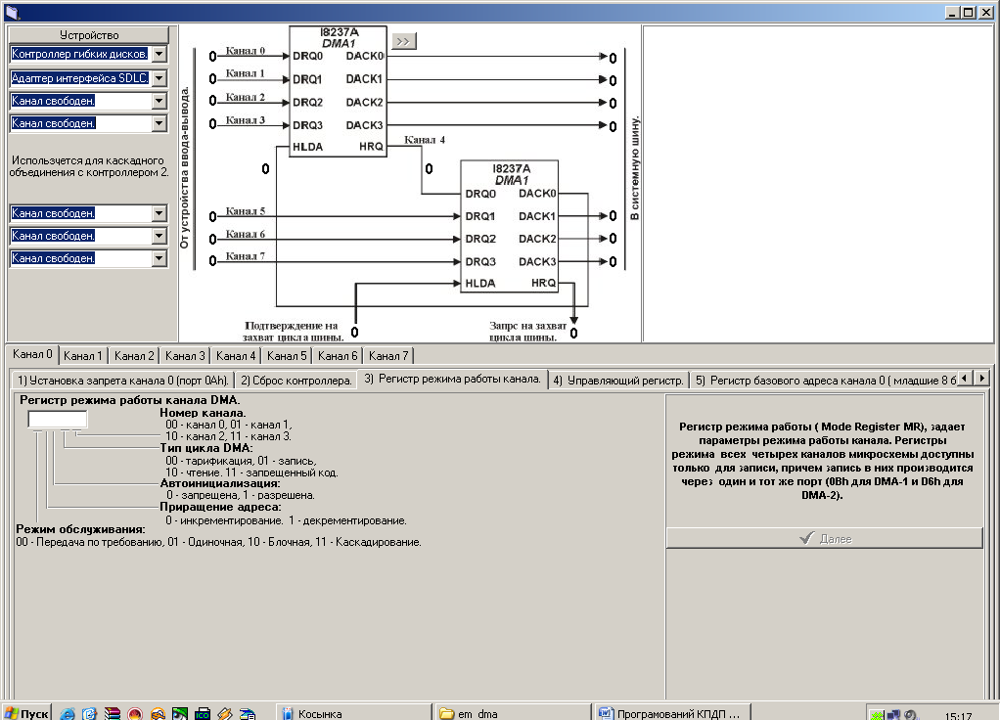 Устройство
Контроллер гибких дисков.
Адаптер интерфейса SDLC.
Канал свободен.
Канал свободен.
Используется для каскадного
объединения с контроллером 2.
Канал свободен.
Канал свободен.
Канал свободен.
От устройства ввода-вывода.
I8237A
DMA1
>>
0 Канал 0 DRQ0 DACK0 0
0 Канал 1 DRQ1 DACK1 0
0 Канал 2 DRQ2 DACK2 0
0 Канал 3 DRQ3 DACK3 0
HLDA HRQ Канал 4
0 0
I8237A
DMA1
DRQ0 DACK0
0 Канал 5 DRQ1 DACK1 0
0 Канал 6 DRQ2 DACK2 0
0 Канал 7 DRQ3 DACK3 0
HLDA HRQ
Подтверждение на
захват цикла шины. 0
Запрс на захват
цикла шины. 0
В системную шину.
Канал 0 Канал 1 Канал 2 Канал 3 Канал 4 Канал 5 Канал 6 Канал 7
1) Установка запрета канала 0 (порт 0Ah). 2) Сброс контроллера. 3) Регистр режима работы канала. 4) Управляющий регистр. 5) Регистр базового адреса канала 0 ( младшие 8 б
Регистр режима работы канала DMA.
Номер канала.
00 - канал 0, 01 - канал 1,
10 - канал 2, 11 - канал 3.
Тип цикла DMA:
00 - тарификация, 01 - запись,
10 - чтение. 11 - запрещенный код.
Автоинициализация:
0 - запрещена, 1 - разрешена.
Приращение адреса:
0 - инкрементирование. 1 - декрементирование.
Режим обслуживания:
00 - Передача по требованию, 01 - Одиночная, 10 - Блочная, 11 - Каскадирование.
Регистр режима работы ( Mode Register MR), задает
параметры режима работы канала. Регистры
режима всех четырех каналов микросхемы доступны
только для записи, причем запись в них производится
через один и тот же порт (0Bh для DMA-1 и D6h для
DMA-2).
Далее
Пуск Косынка em_dma Програмований КПДП ... 15:17